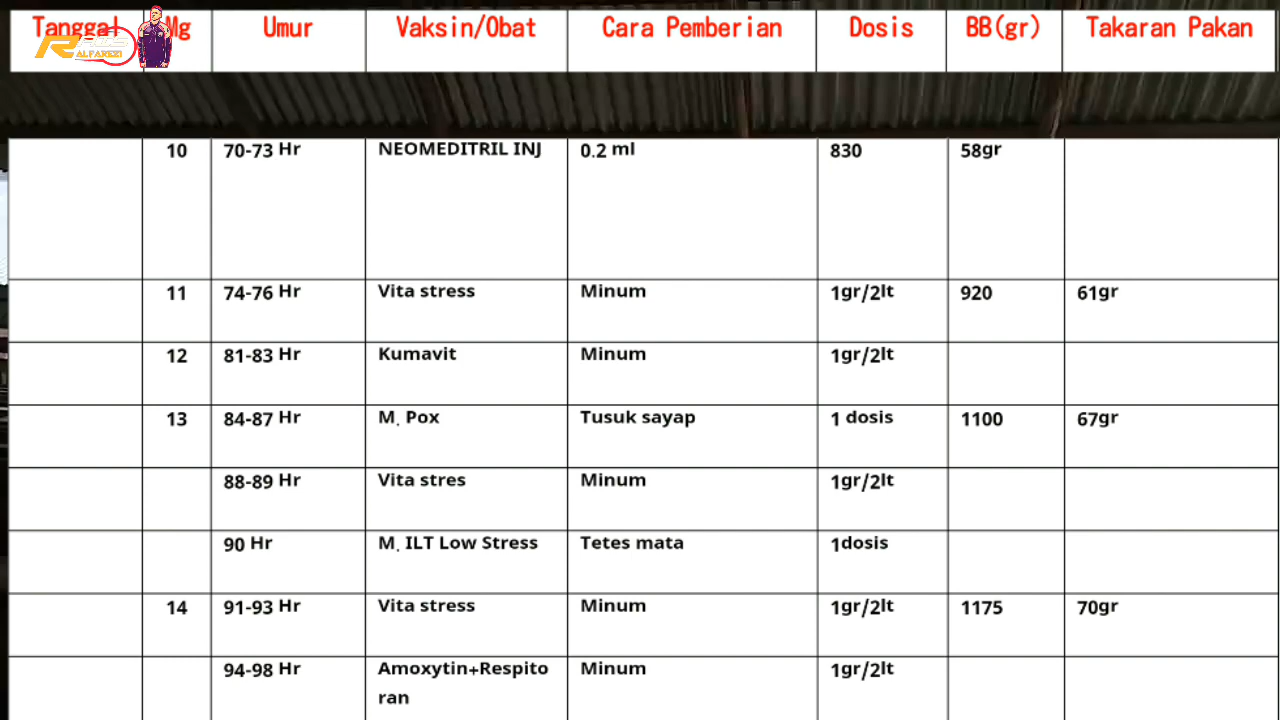 Tanggal Mg Umur Vaksin/Obat Cara Pemberian Dosis BB(gr) Takaran Pakan
ALFAREZI
10 70-73 Hr NEOMEDITRIL INJ 0.2 ml 830 58gr
11 74-76 Hr Vita stress Minum 1gr/2lt 920 61gr
12 81-83 Hr Kumavit Minum 1gr/2lt
13 84-87 Hr M. Pox Tusuk sayap 1 dosis 1100 67gr
88-89 Hr Vita stres Minum 1gr/2lt
90 Hr M. ILT Low Stress Tetes mata 1dosis
14 91-93 Hr Vita stress Minum 1gr/2lt 1175 70gr
94-98 Hr Amoxytin+Respito Minum 1gr/2lt
ran